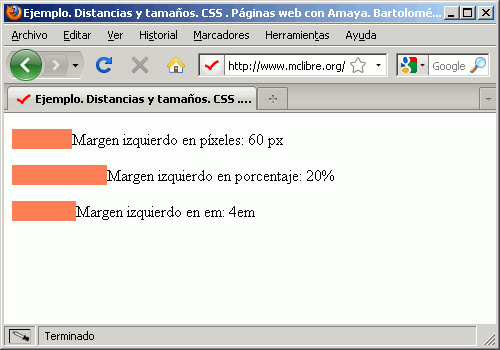 Ejemplo. Distancias y tamaños. CSS . Páginas web con Amaya. Bartolomé...
Archivo Editar Ver Historial Marcadores Herramientas Ayuda
http://www.mclibre.org/ Google
Ejemplo. Distancias y tamaños. CSS ....
Margen izquierdo en píxeles: 60 px
Margen izquierdo en porcentaje: 20%
Margen izquierdo en em: 4em
Terminado